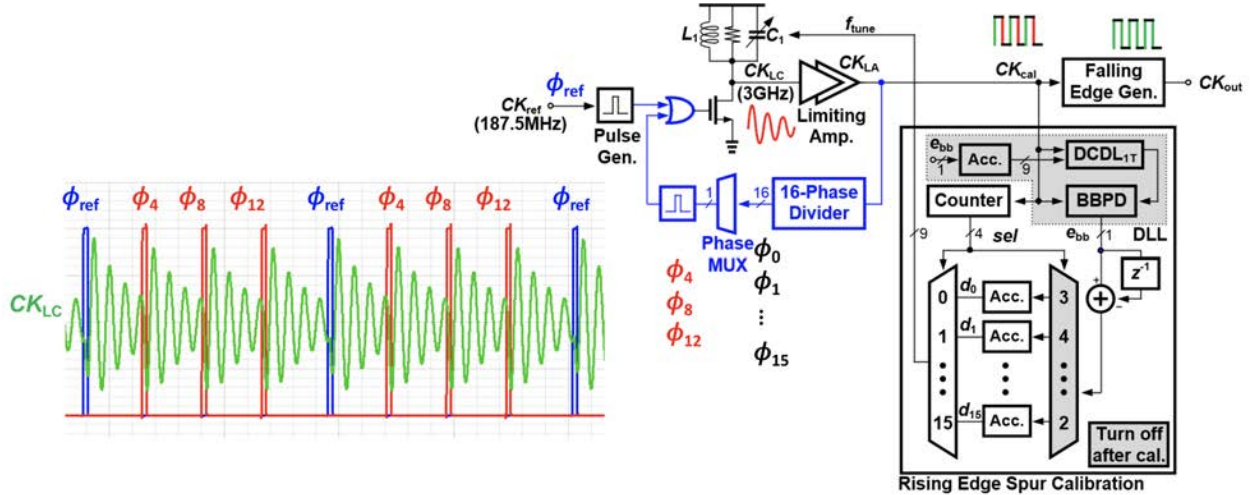 L1
C1
ftune
CKLC
(3GHz)
CKLA
CKcal
Falling
Edge Gen.
CKout
ϕref
CKref
(187.5MHz)
Pulse
Gen.
Limiting
Amp.
ebb
1
Acc.
9
DCDL1T
BBPD
Counter
16-Phase
Divider
16
1
Phase
MUX
ϕ0
ϕ1
⋮
ϕ15
ϕ4
ϕ8
ϕ12
9
4
sel
ebb
1
DLL
z-1
+
+
−
0
d0
Acc.
3
1
d1
Acc.
4
15
d15
Acc.
2
Turn off
after cal.
Rising Edge Spur Calibration
ϕref ϕ4 ϕ8 ϕ12 ϕref ϕ4 ϕ8 ϕ12 ϕref
CKLC